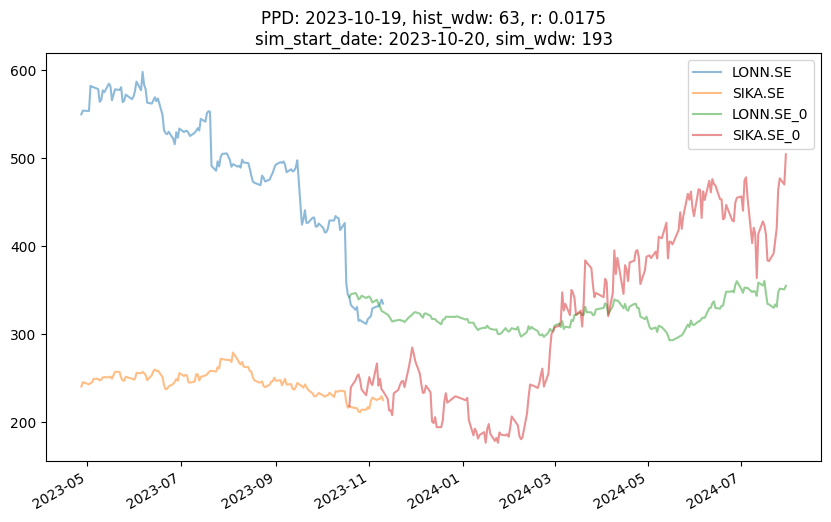 PPD: 2023-10-19, hist_wdw: 63, r: 0.0175
sim_start_date: 2023-10-20, sim_wdw: 193
LONN.SE
SIKA.SE
LONN.SE_0
SIKA.SE_0
600
500
400
300
200
2023-05
2023-07
2023-09
2023-11
2024-01
2024-03
2024-05
2024-07